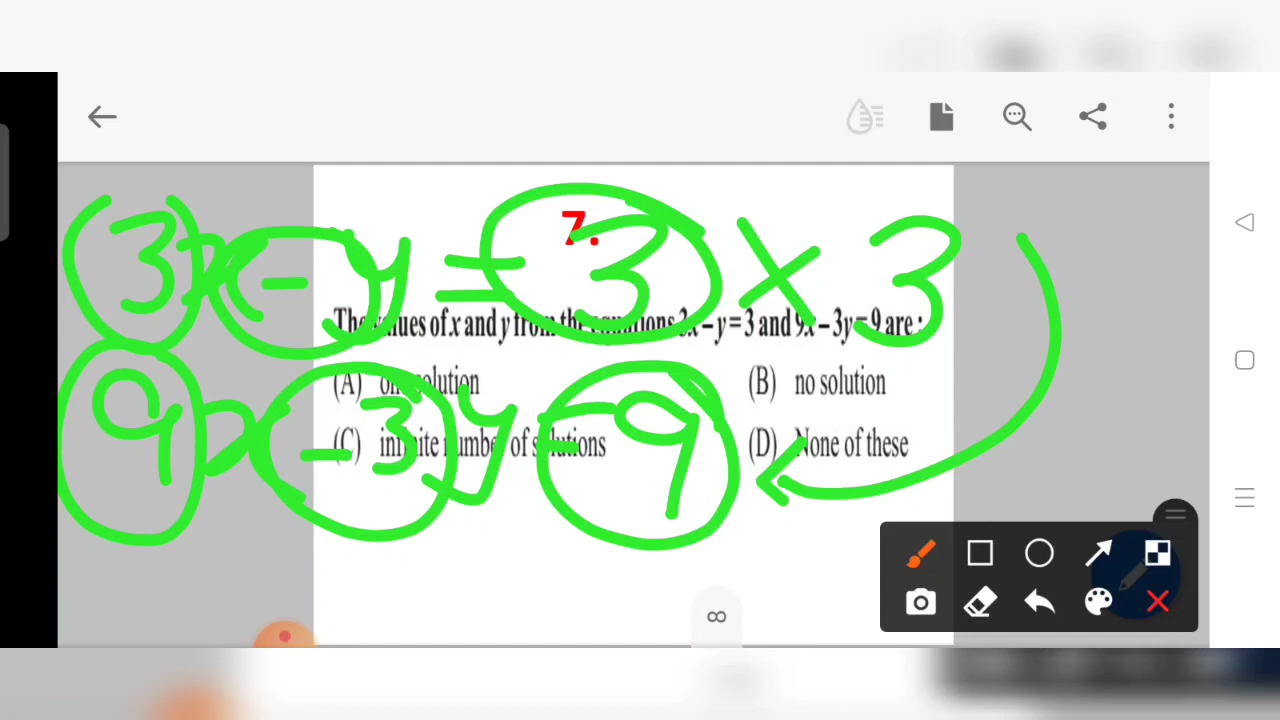 7.
3x - y = 3 x 3
The values of x and y from the equations 3x – y = 3 and 9x – 3y = 9 are :
(A) one solution (B) no solution
9x - 3y = 9
(C) infinite number of solutions (D) None of these
8